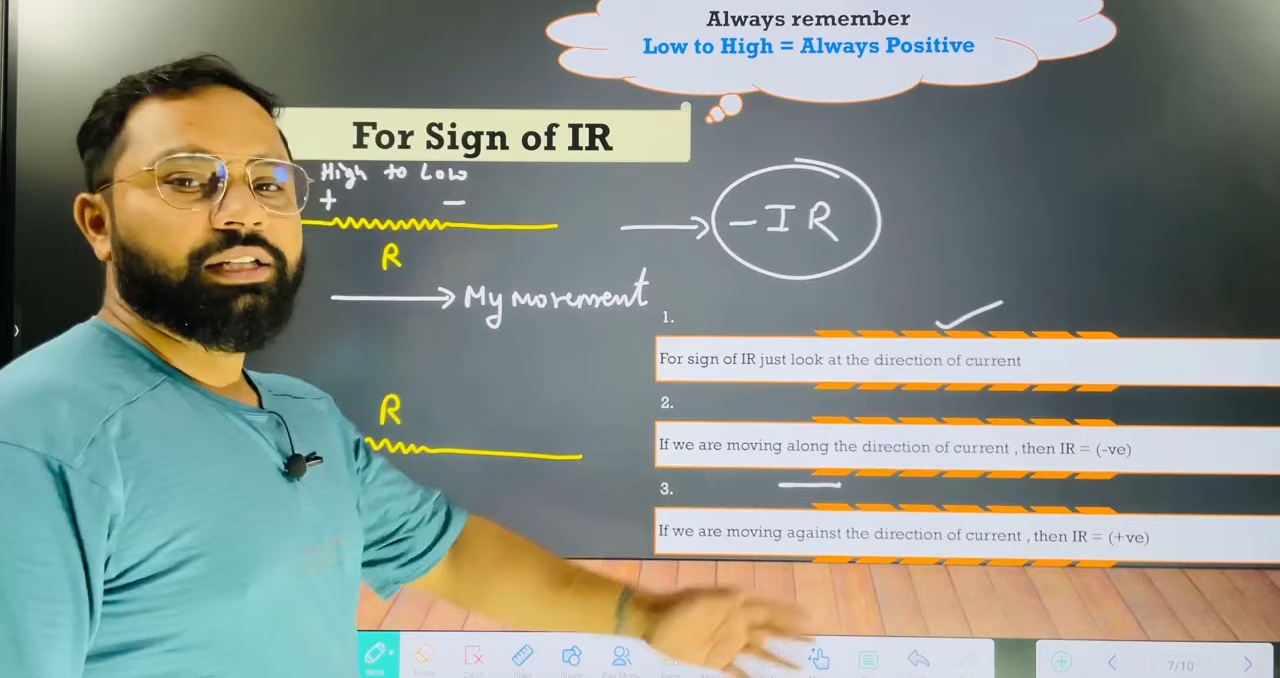 Always remember
Low to High = Always Positive
For Sign of IR
High to Low
+ −
R
− I R
My movement
1.
For sign of IR just look at the direction of current
2.
If we are moving along the direction of current , then IR = (-ve)
3.
If we are moving against the direction of current , then IR = (+ve)
R
7/10